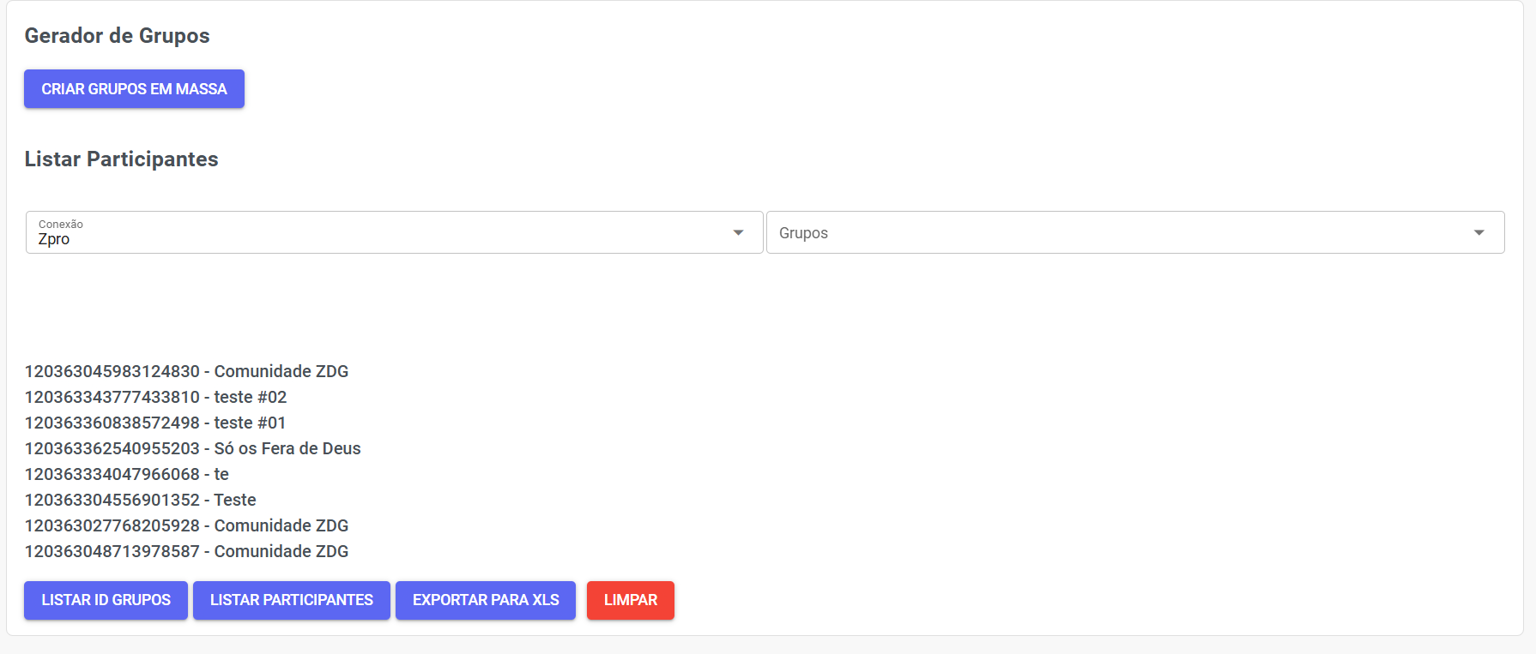 Gerador de Grupos
CRIAR GRUPOS EM MASSA
Listar Participantes
Conexão
Zpro
Grupos
120363045983124830 - Comunidade ZDG
120363343777433810 - teste #02
120363360838572498 - teste #01
120363362540955203 - Só os Fera de Deus
120363334047966068 - te
120363304556901352 - Teste
120363027768205928 - Comunidade ZDG
120363048713978587 - Comunidade ZDG
LISTAR ID GRUPOS LISTAR PARTICIPANTES EXPORTAR PARA XLS LIMPAR